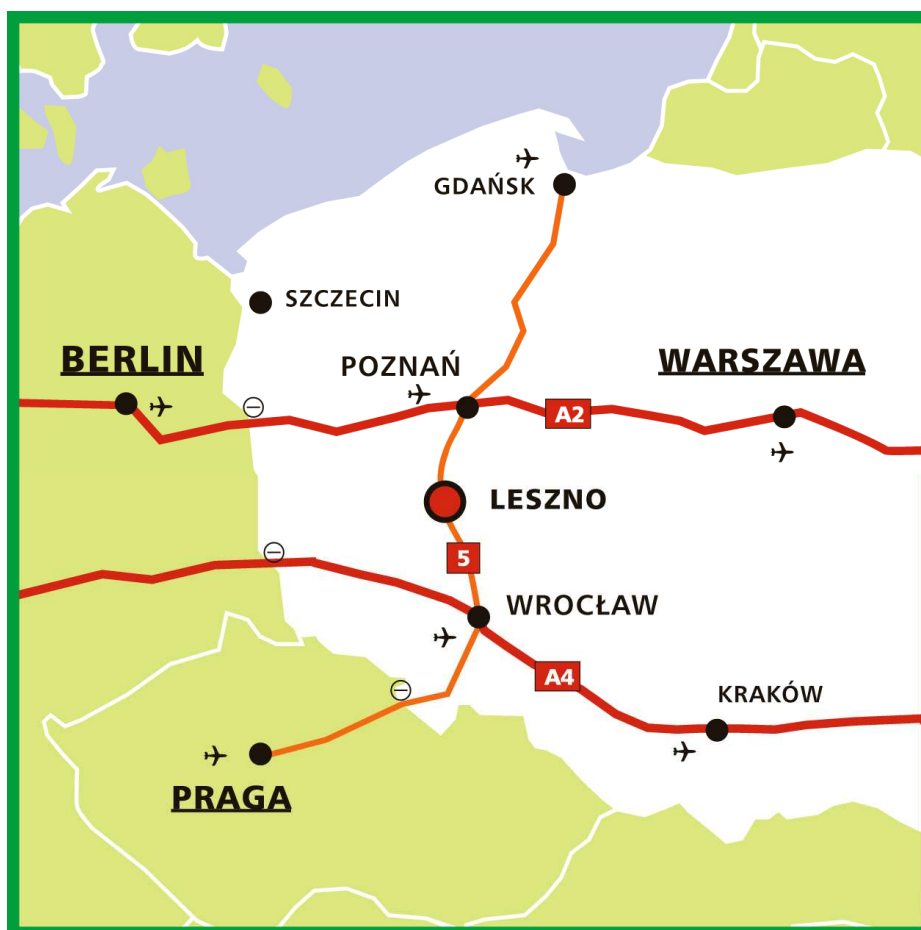 GDAŃSK
SZCZECIN
BERLIN
POZNAŃ
WARSZAWA
A2
LESZNO
5
WROCŁAW
A4
KRAKÓW
PRAGA